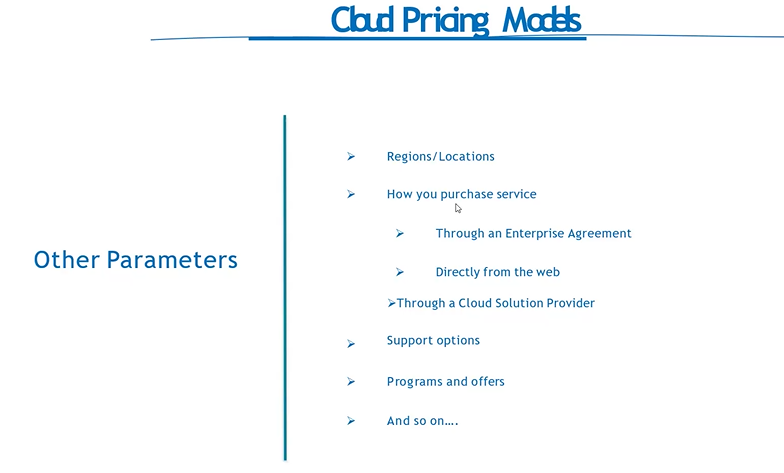 Cloud Pricing Models
Other Parameters
➢ Regions/Locations
➢ How you purchase service
➢ Through an Enterprise Agreement
➢ Directly from the web
➢Through a Cloud Solution Provider
➢ Support options
➢ Programs and offers
➢ And so on....